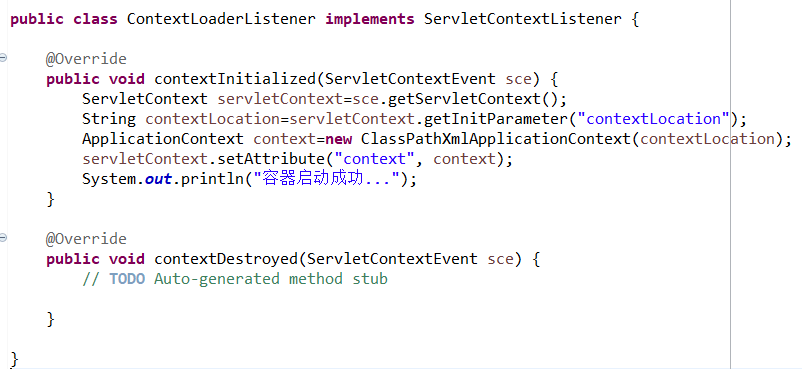 public class ContextLoaderListener implements ServletContextListener {
@Override
public void contextInitialized(ServletContextEvent sce) {
ServletContext servletContext=sce.getServletContext();
String contextLocation=servletContext.getInitParameter("contextLocation");
ApplicationContext context=new ClassPathXmlApplicationContext(contextLocation);
servletContext.setAttribute("context", context);
System.out.println("容器启动成功...");
}
@Override
public void contextDestroyed(ServletContextEvent sce) {
// TODO Auto-generated method stub
}
}